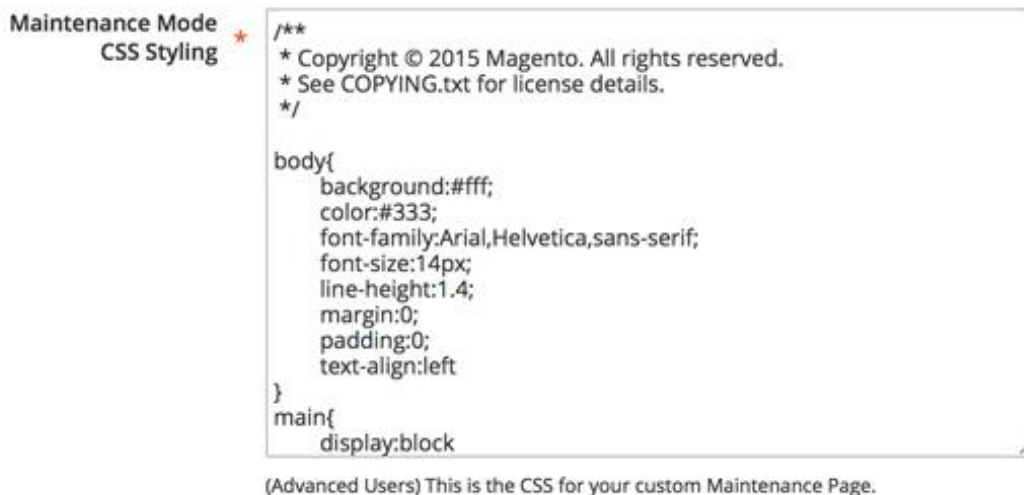 Maintenance Mode
CSS Styling *
/**
* Copyright © 2015 Magento. All rights reserved.
* See COPYING.txt for license details.
*/
body{
background:#fff;
color:#333;
font-family:Arial,Helvetica,sans-serif;
font-size:14px;
line-height:1.4;
margin:0;
padding:0;
text-align:left
}
main{
display:block
(Advanced Users) This is the CSS for your custom Maintenance Page.